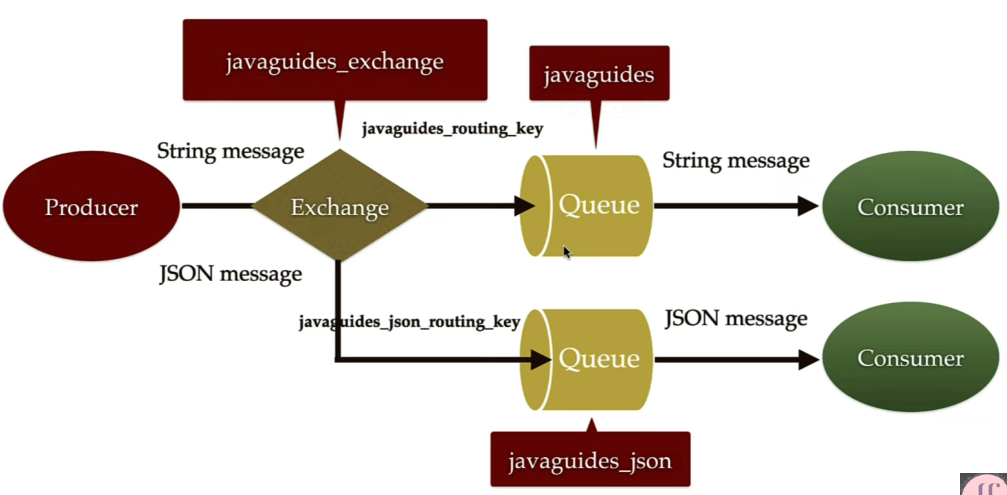 javaguides_exchange
javaguides
javaguides_routing_key
String message
String message
Producer
Exchange
Queue
Consumer
JSON message
javaguides_json_routing_key
JSON message
Queue
Consumer
javaguides_json